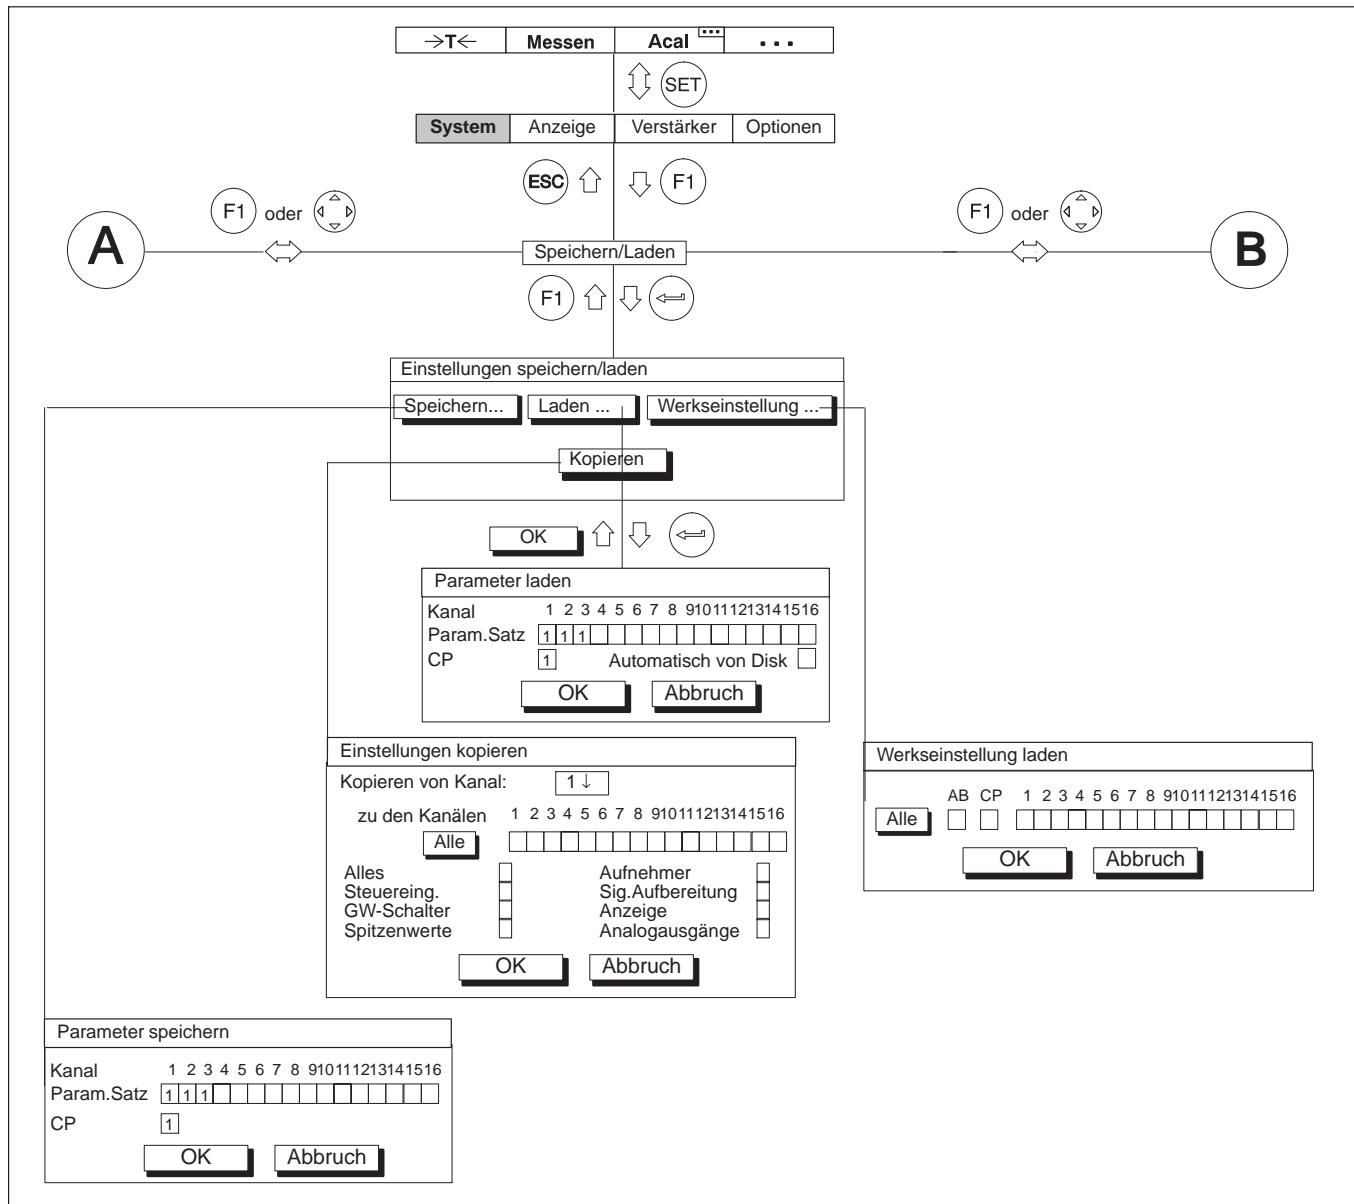 →T← Messen Acal ... ...
SET
System Anzeige Verstärker Optionen
ESC F1
F1 oder F1 oder
A Speichern/Laden B
F1
Einstellungen speichern/laden
Speichern... Laden ... Werkseinstellung ...
Kopieren
OK
Parameter laden
Kanal 1 2 3 4 5 6 7 8 9 10 11 12 13 14 15 16
Param.Satz 1 1 1
CP 1 Automatisch von Disk
OK Abbruch
Einstellungen kopieren
Kopieren von Kanal: 1 ↓
zu den Kanälen 1 2 3 4 5 6 7 8 9 10 11 12 13 14 15 16
Alle
Alles Aufnehmer
Steuereing. Sig.Aufbereitung
GW-Schalter Anzeige
Spitzenwerte Analogausgänge
OK Abbruch
Werkseinstellung laden
AB CP 1 2 3 4 5 6 7 8 9 10 11 12 13 14 15 16
Alle
OK Abbruch
Parameter speichern
Kanal 1 2 3 4 5 6 7 8 9 10 11 12 13 14 15 16
Param.Satz 1 1 1
CP 1
OK Abbruch